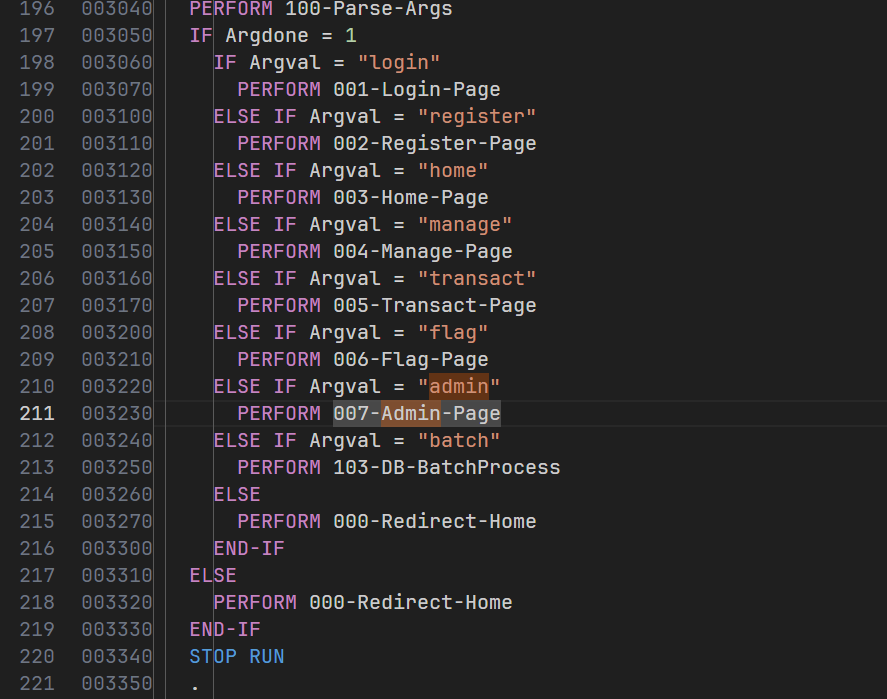 196 003040 PERFORM 100-Parse-Args
197 003050 IF Argdone = 1
198 003060 IF Argval = "login"
199 003070 PERFORM 001-Login-Page
200 003100 ELSE IF Argval = "register"
201 003110 PERFORM 002-Register-Page
202 003120 ELSE IF Argval = "home"
203 003130 PERFORM 003-Home-Page
204 003140 ELSE IF Argval = "manage"
205 003150 PERFORM 004-Manage-Page
206 003160 ELSE IF Argval = "transact"
207 003170 PERFORM 005-Transact-Page
208 003200 ELSE IF Argval = "flag"
209 003210 PERFORM 006-Flag-Page
210 003220 ELSE IF Argval = "admin"
211 003230 PERFORM 007-Admin-Page
212 003240 ELSE IF Argval = "batch"
213 003250 PERFORM 103-DB-BatchProcess
214 003260 ELSE
215 003270 PERFORM 000-Redirect-Home
216 003300 END-IF
217 003310 ELSE
218 003320 PERFORM 000-Redirect-Home
219 003330 END-IF
220 003340 STOP RUN
221 003350 .